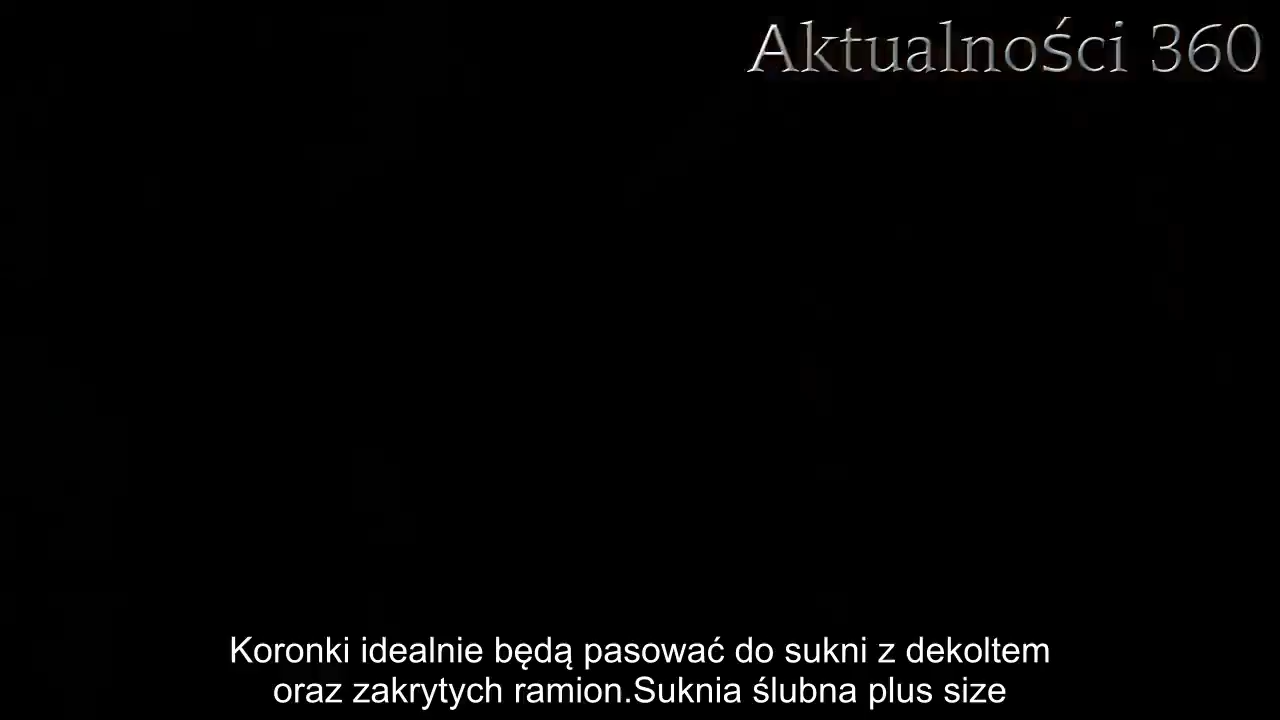 Aktualności 360
Koronki idealnie będą pasować do sukni z dekoltem
oraz zakrytych ramion.Suknia ślubna plus size